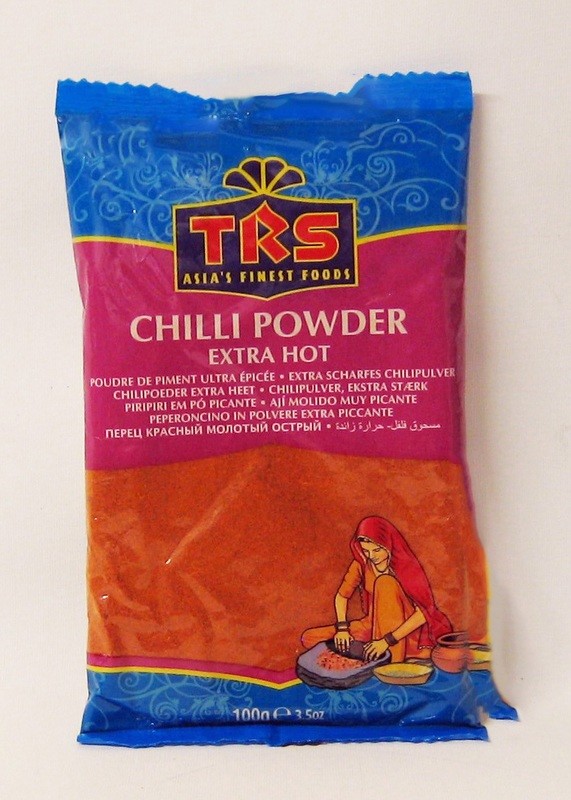 TRS
ASIA'S FINEST FOODS
CHILLI POWDER
EXTRA HOT
POUDRE DE PIMENT ULTRA ÉPICÉE • EXTRA SCHARFES CHILIPULVER
CHILIPOEDER EXTRA HEET • CHILIPULVER, EKSTRA STÆRK
PIRIPIRI EM PÓ PICANTE • AJÍ MOLIDO MUY PICANTE
PEPERONCINO IN POLVERE EXTRA PICCANTE
ПЕРЕЦ КРАСНЫЙ МОЛОТЫЙ ОСТРЫЙ • مسحوق فلفل- حرارة زائدة
100g ℮ 3.5oz